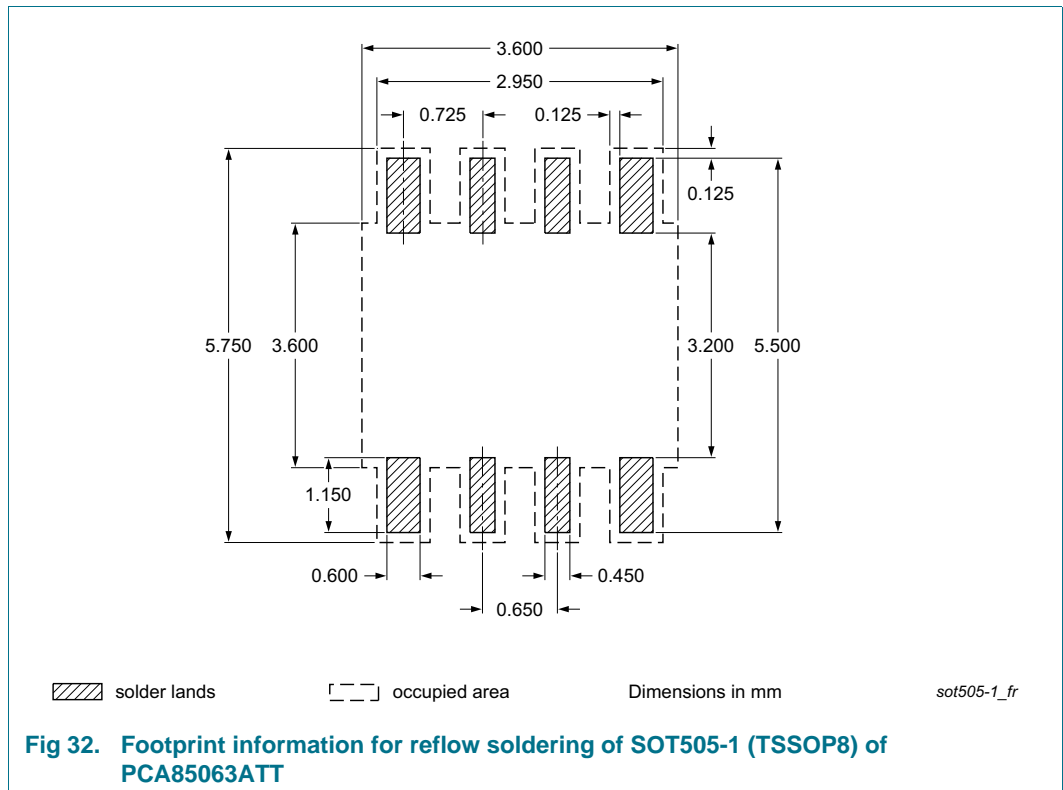 3.600
2.950
0.725
0.125
0.125
5.750
3.600
3.200
5.500
1.150
0.600
0.450
0.650
solder lands
occupied area
Dimensions in mm
sot505-1_fr
Fig 32. Footprint information for reflow soldering of SOT505-1 (TSSOP8) of
PCA85063ATT